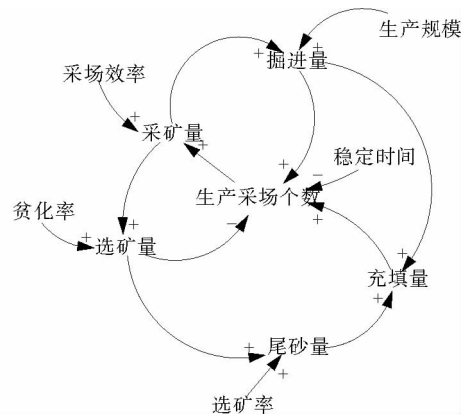 生产规模
掘进量
采场效率
采矿量
稳定时间
生产采场个数
贫化率
选矿量
充填量
尾砂量
选矿率